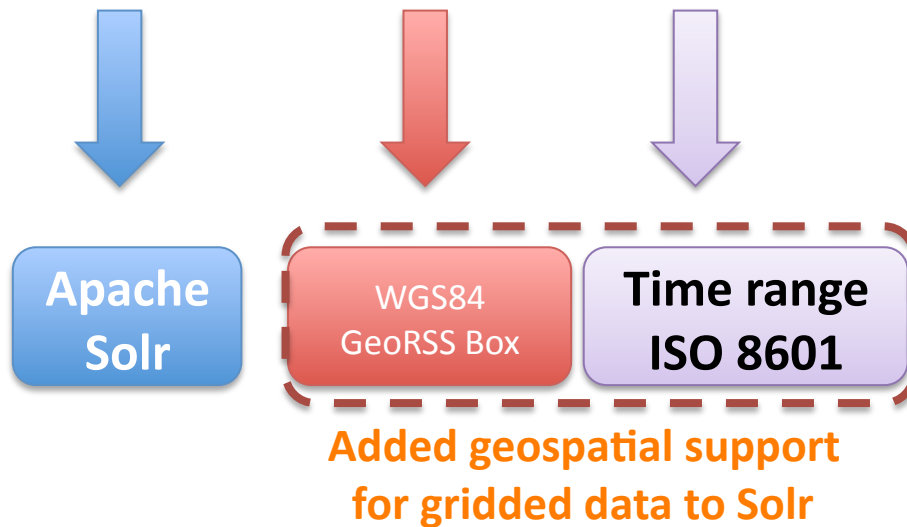 Apache
Solr
WGS84
GeoRSS Box
Time range
ISO 8601
Added geospatial support
for gridded data to Solr